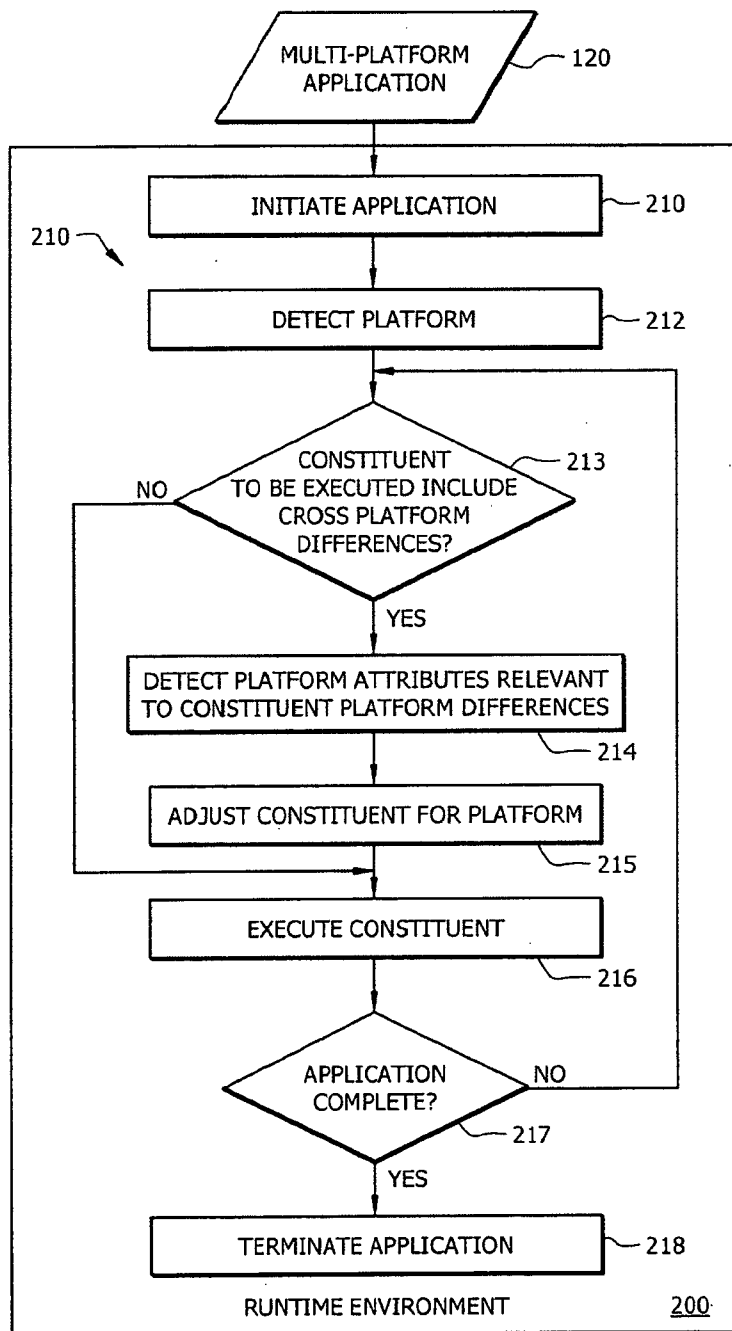 MULTI-PLATFORM
APPLICATION
120
INITIATE APPLICATION
210
210
DETECT PLATFORM
212
CONSTITUENT
TO BE EXECUTED INCLUDE
CROSS PLATFORM
DIFFERENCES?
213
NO
YES
DETECT PLATFORM ATTRIBUTES RELEVANT
TO CONSTITUENT PLATFORM DIFFERENCES
214
ADJUST CONSTITUENT FOR PLATFORM
215
EXECUTE CONSTITUENT
216
APPLICATION
COMPLETE?
NO
217
YES
TERMINATE APPLICATION
218
RUNTIME ENVIRONMENT
200